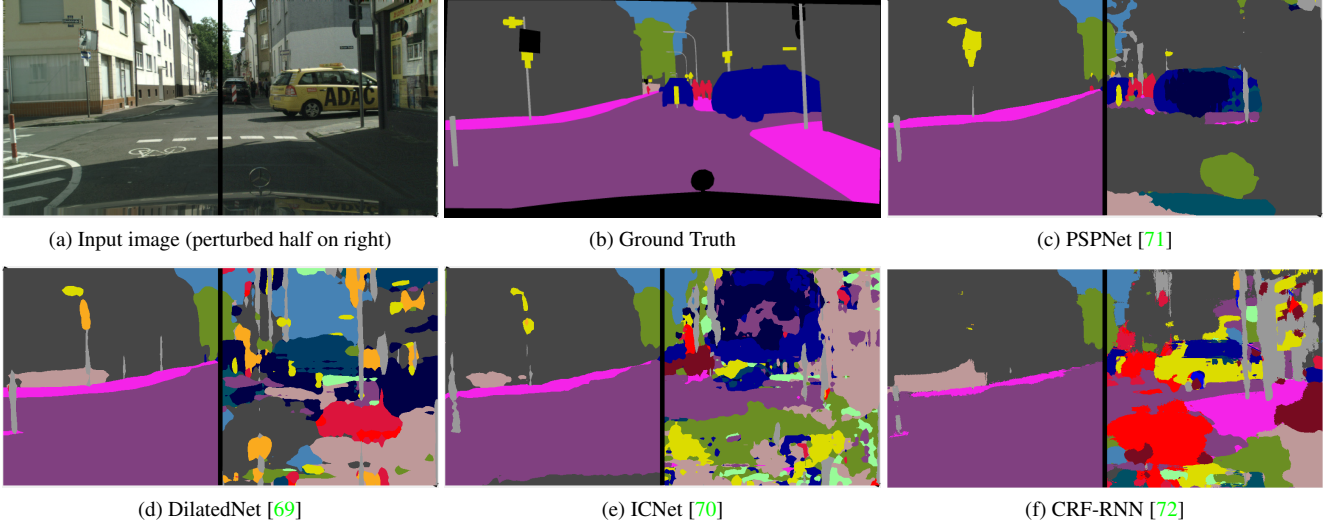 ADAC
(a) Input image (perturbed half on right)
(b) Ground Truth
(c) PSPNet [71]
(d) DilatedNet [69]
(e) ICNet [70]
(f) CRF-RNN [72]